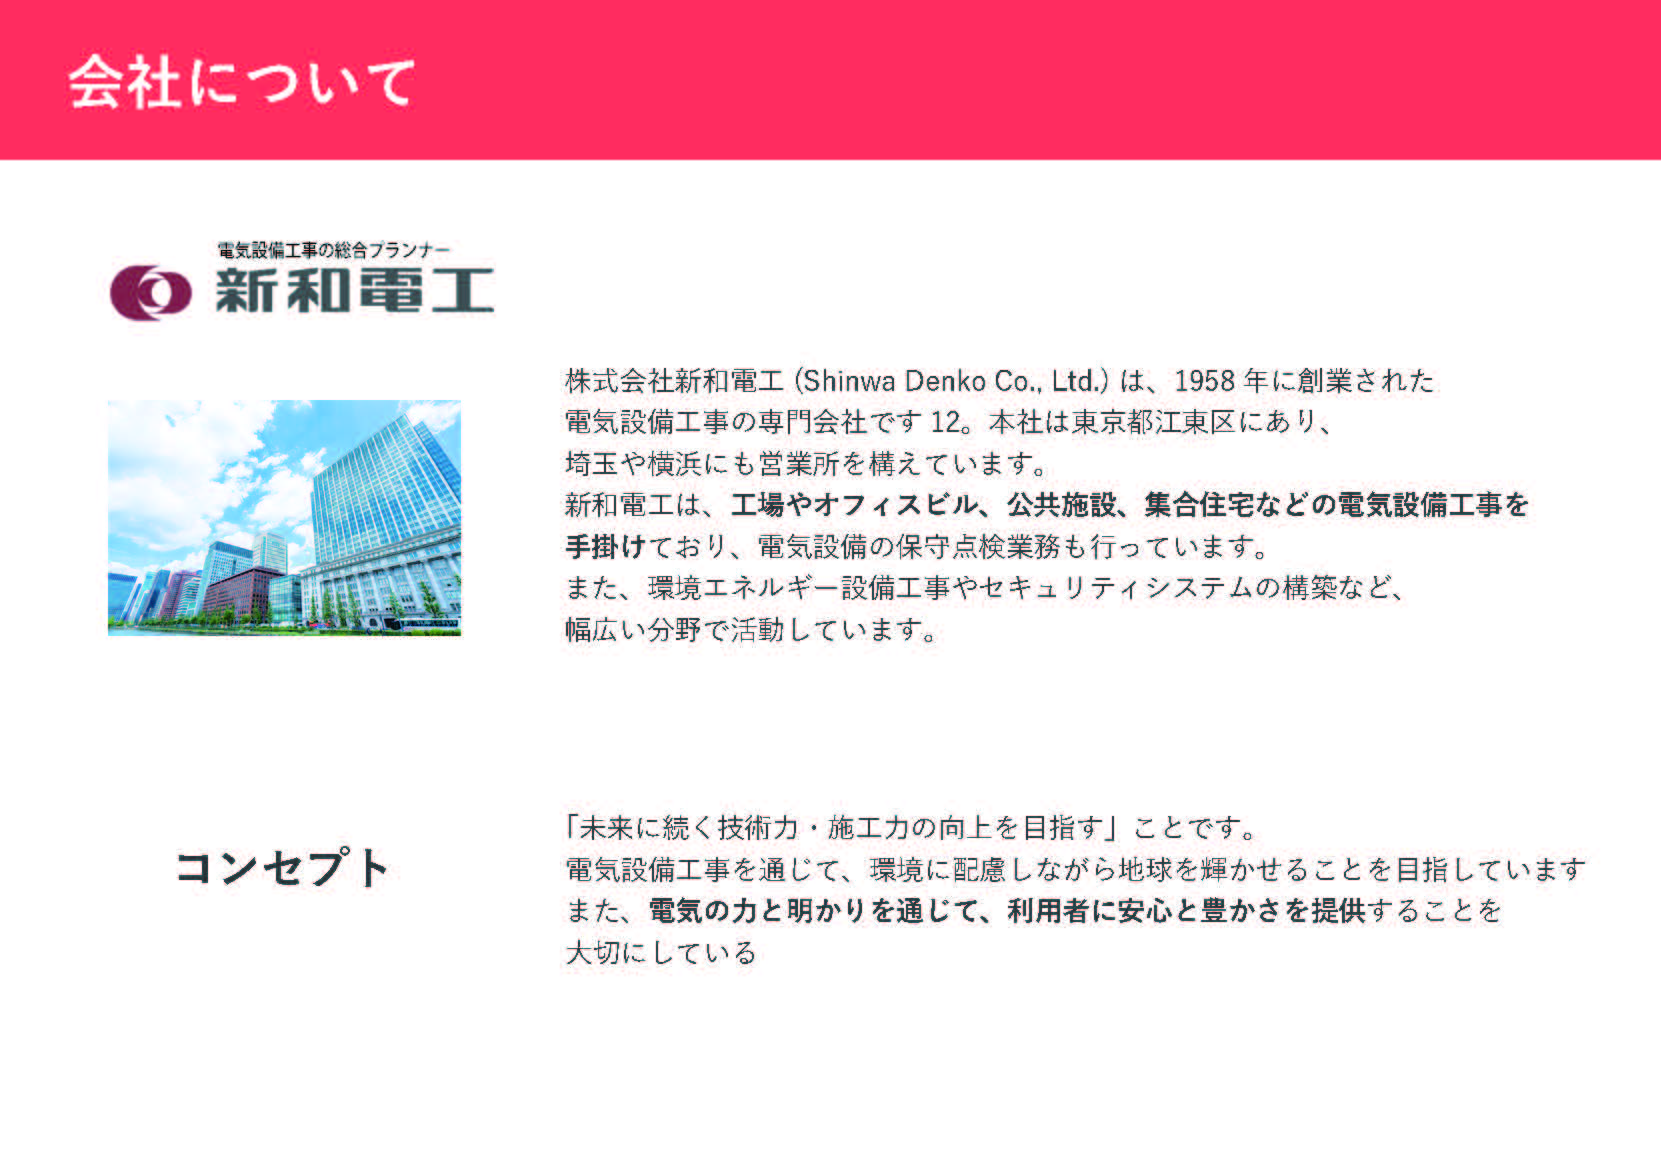 会社について
電気設備工事の総合プランナー
新和電工
株式会社新和電工 (Shinwa Denko Co., Ltd.) は、1958 年に創業された
電気設備工事の専門会社です 12。本社は東京都江東区にあり、
埼玉や横浜にも営業所を構えています。
新和電工は、工場やオフィスビル、公共施設、集合住宅などの電気設備工事を
手掛けており、電気設備の保守点検業務も行っています。
また、環境エネルギー設備工事やセキュリティシステムの構築など、
幅広い分野で活動しています。
コンセプト
「未来に続く技術力・施工力の向上を目指す」ことです。
電気設備工事を通じて、環境に配慮しながら地球を輝かせることを目指しています
また、電気の力と明かりを通じて、利用者に安心と豊かさを提供することを
大切にしている